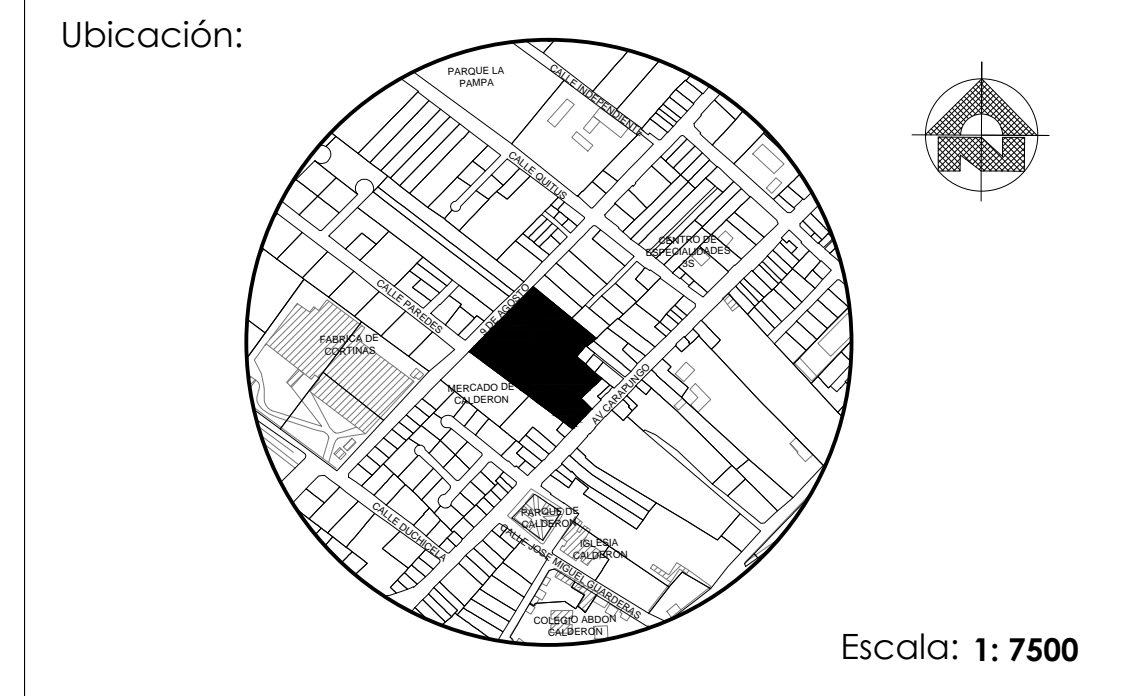 Ubicación:
PARQUE LA
PAMPA
CALLE INDEPENDIENTE
CALLE QUITUS
CENTRO DE
ESPECIALIDADES
3S
9 DE AGOSTO
CALLE PAREDES
FABRICA DE
CORTINAS
MERCADO DE
CALDERON
AV CARAPUNGO
CALLE DUCHICELA
PARQUE DE
CALDERON
IGLESIA
CALDERON
CALLE JOSE MIGUEL GUARDERAS
COLEGIO ABDON
CALDERON
Escala: 1: 7500